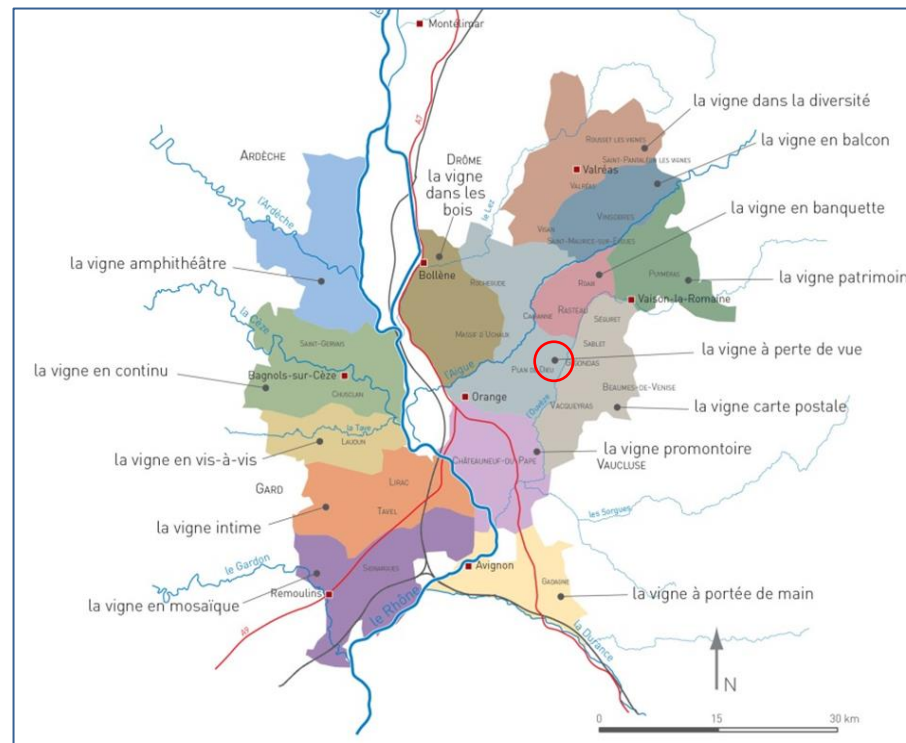 le
Montélimar
A7
la vigne dans la diversité
ROUSSET LES VIGNES
la vigne en balcon
ARDÈCHE
DRÔME
la vigne
dans les
bois
SAINT-PANTALÉON LES VIGNES
Valréas
VALRÉAS
l'Ardèche
le Lez
VINSOBRES
la vigne en banquette
VISAN
SAINT-MAURICE-SUR-EYGUES
la vigne amphithéâtre
Bollène
ROCHEGUDE
ROAIX
PUYMÉRAS
la vigne patrimoin
CAIRANNE
RASTEAU
Vaison-la-Romaine
la Cèze
SÉGURET
SAINT-GERVAIS
MASSIF D'UCHAUX
SABLET
la vigne à perte de vue
la vigne en continu
Bagnols-sur-Cèze
l'Aigue
PLAN DE DIEU
GIGONDAS
CHUSCLAN
Orange
BEAUMES-DE-VENISE
la vigne carte postale
l'Ouvèze
VACQUEYRAS
le Tave
LAUDUN
la vigne en vis-à-vis
la vigne promontoire
CHÂTEAUNEUF-DU-PAPE
VAUCLUSE
GARD
LIRAC
la vigne intime
TAVEL
les Sorgues
le Gardon
SIGNARGUES
Avignon
GADAGNE
la vigne en mosaïque
Remoulins
la vigne à portée de main
le Rhône
A9
la Durance
N
0 15 30 km